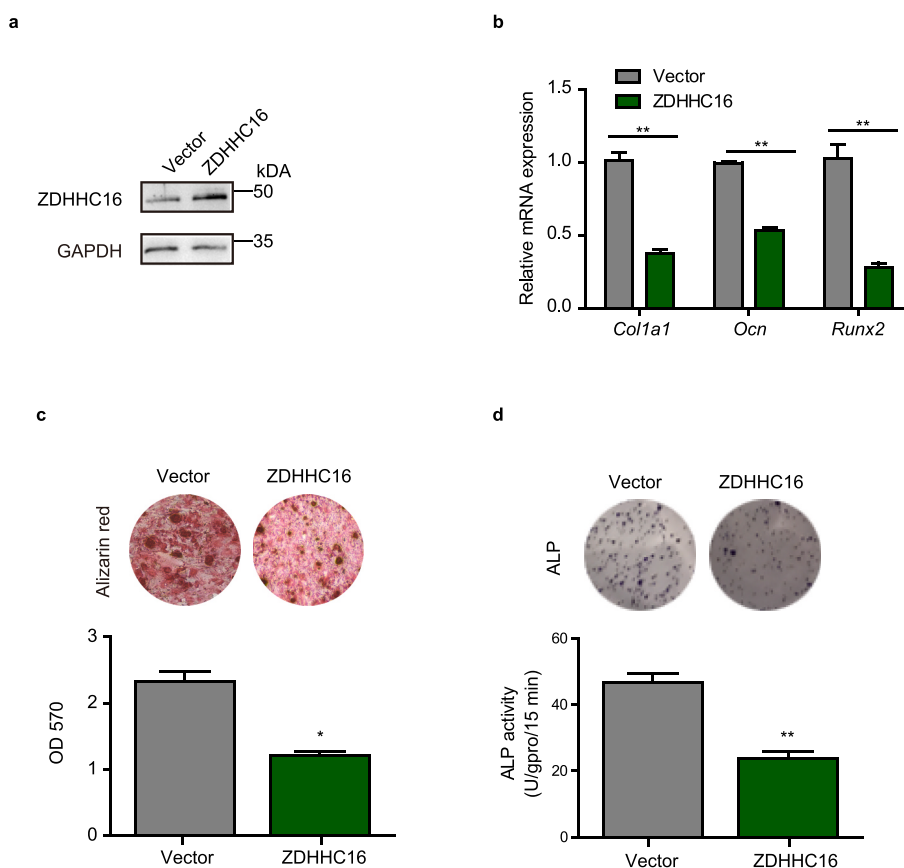 a
Vector
ZDHHC16
kDA
ZDHHC16
50
GAPDH
35
b
Vector
ZDHHC16
Relative mRNA expression
1.5
1.0
0.5
0.0
**
**
**
Col1a1
Ocn
Runx2
c
Vector
ZDHHC16
Alizarin red
OD 570
3
2
1
0
*
Vector
ZDHHC16
d
Vector
ZDHHC16
ALP
ALP activity
(U/gpro/15 min)
60
40
20
0
**
Vector
ZDHHC16